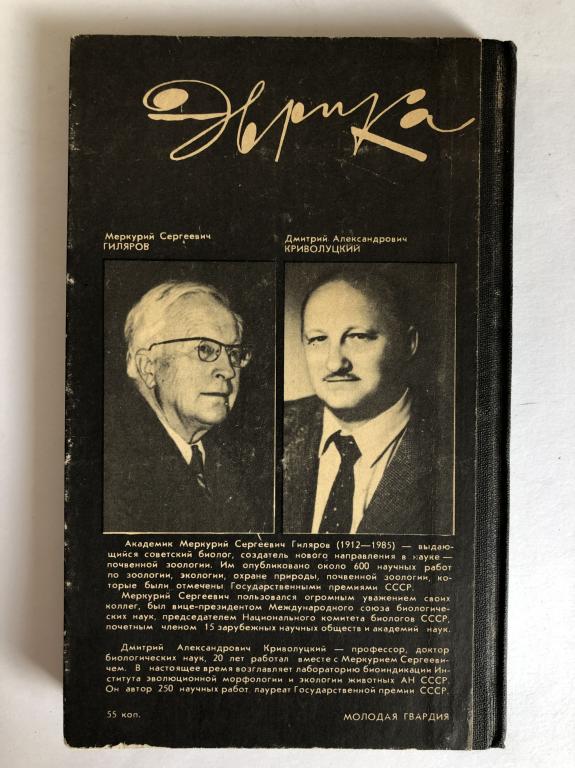 Эврика
Меркурий Сергеевич
ГИЛЯРОВ
Дмитрий Александрович
КРИВОЛУЦКИЙ
Академик Меркурий Сергеевич Гиляров (1912—1985) — выдаю-
щийся советский биолог, создатель нового направления в науке —
почвенной зоологии. Им опубликовано около 600 научных работ
по зоологии, экологии, охране природы, почвенной зоологии, ко-
торые были отмечены Государственными премиями СССР.
Меркурий Сергеевич пользовался огромным уважением своих
коллег, был вице-президентом Международного союза биологиче-
ских наук, председателем Национального комитета биологов СССР,
почетным членом 15 зарубежных научных обществ и академий наук.
Дмитрий Александрович Криволуцкий — профессор, доктор
биологических наук, 20 лет работал вместе с Меркурием Сергееви-
чем. В настоящее время возглавляет лабораторию биоиндикации Ин-
ститута эволюционной морфологии и экологии животных АН СССР.
Он автор 250 научных работ, лауреат Государственной премии СССР.
55 коп.
МОЛОДАЯ ГВАРДИЯ